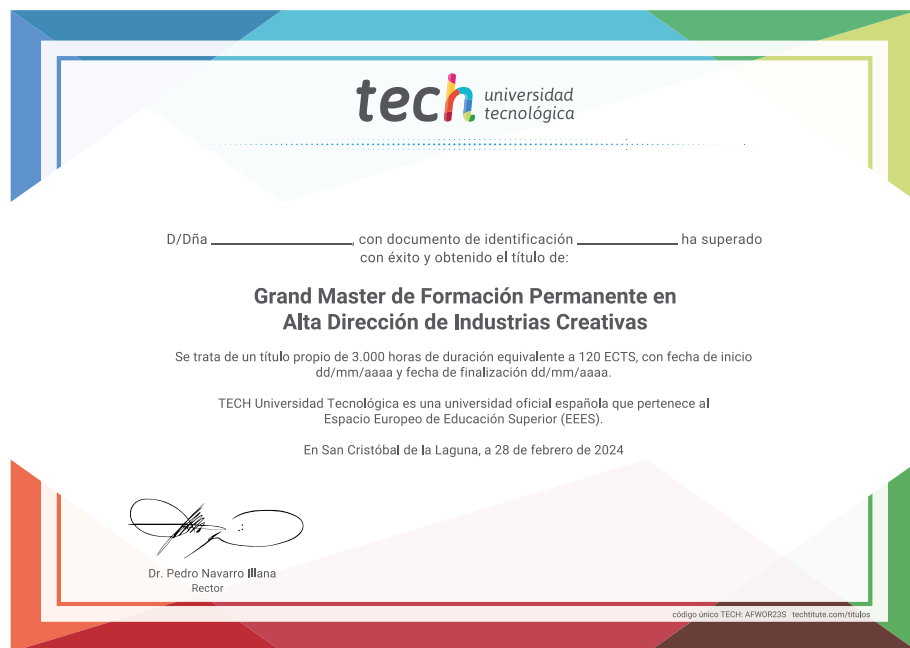 tech universidad
tecnológica
D/Dña ____________________, con documento de identificación ______________ ha superado
con éxito y obtenido el título de:
Grand Master de Formación Permanente en
Alta Dirección de Industrias Creativas
Se trata de un título propio de 3.000 horas de duración equivalente a 120 ECTS, con fecha de inicio
dd/mm/aaaa y fecha de finalización dd/mm/aaaa.
TECH Universidad Tecnológica es una universidad oficial española que pertenece al
Espacio Europeo de Educación Superior (EEES).
En San Cristóbal de la Laguna, a 28 de febrero de 2024
Dr. Pedro Navarro Illana
Rector
código único TECH: AFWOR23S techtitute.com/titulos